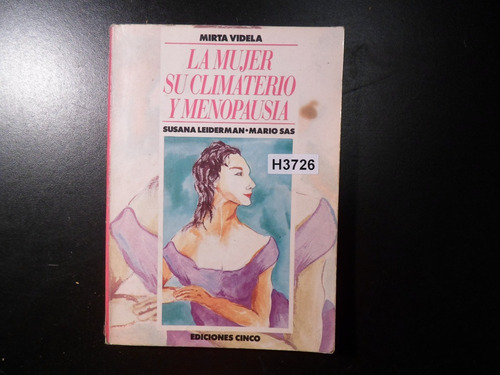 MIRTA VIDELA
LA MUJER
SU CLIMATERIO
Y MENOPAUSIA
SUSANA LEIDERMAN • MARIO SAS
H3726
EDICIONES CINCO